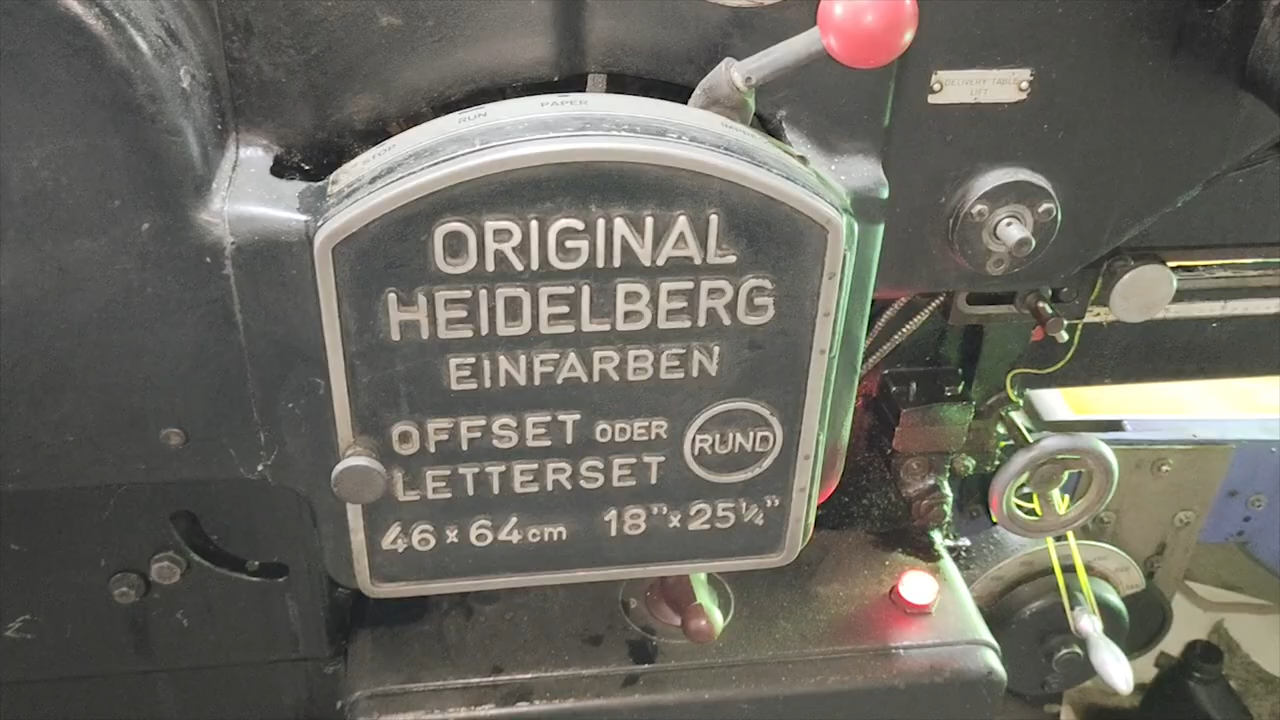 STOP
RUN
PAPER
DELIVERY TABLE
LIFT
ORIGINAL
HEIDELBERG
EINFARBEN
OFFSET ODER
LETTERSET
RUND
46 x 64 cm 18" x 25¼"